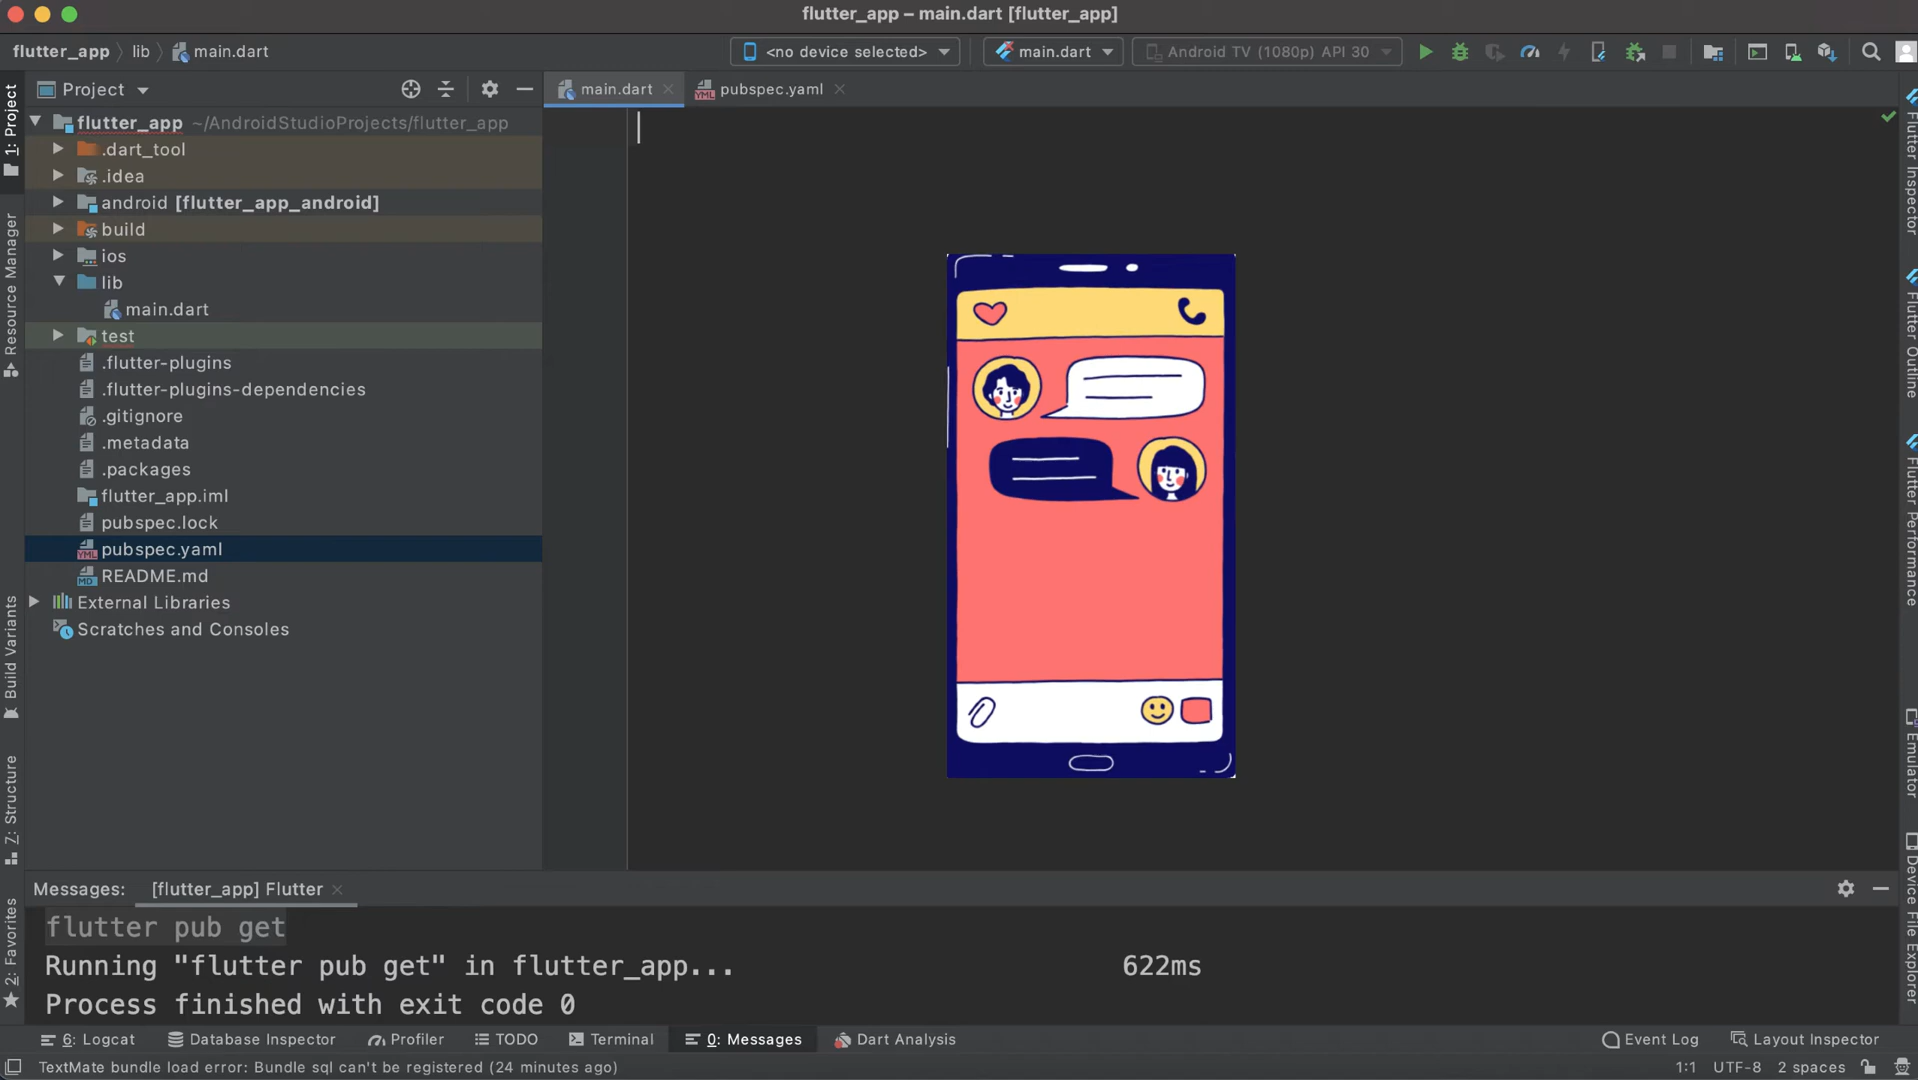 flutter_app – main.dart [flutter_app]
flutter_app lib main.dart <no device selected> main.dart Android TV (1080p) API 30
Project
main.dart
pubspec.yaml
flutter_app ~/AndroidStudioProjects/flutter_app
.dart_tool
.idea
android [flutter_app_android]
build
ios
lib
main.dart
test
.flutter-plugins
.flutter-plugins-dependencies
.gitignore
.metadata
.packages
flutter_app.iml
pubspec.lock
pubspec.yaml
README.md
External Libraries
Scratches and Consoles
1: Project
Resource Manager
Build Variants
7: Structure
2: Favorites
Flutter Inspector
Flutter Outline
Flutter Performance
Emulator
Device File Explorer
Messages: [flutter_app] Flutter
flutter pub get
Running "flutter pub get" in flutter_app... 622ms
Process finished with exit code 0
6: Logcat Database Inspector Profiler TODO Terminal 0: Messages Dart Analysis Event Log Layout Inspector
TextMate bundle load error: Bundle sql can't be registered (24 minutes ago) 1:1 UTF-8 2 spaces